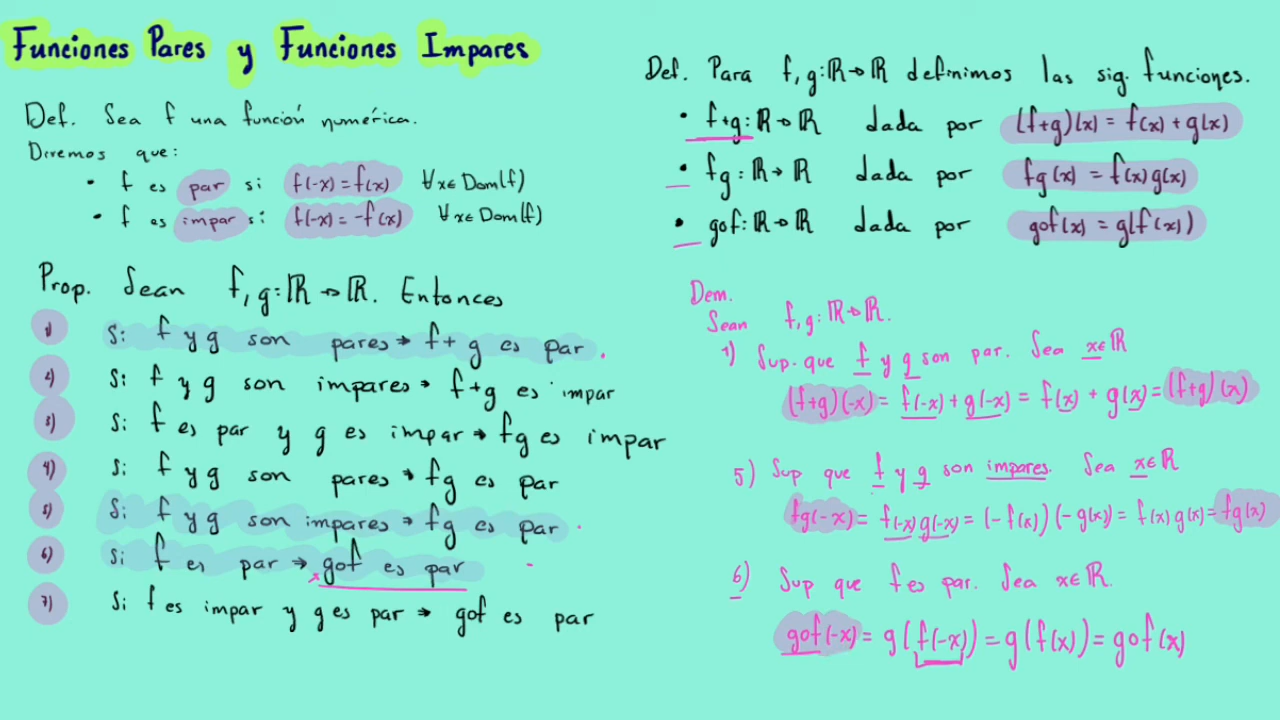 Funciones Pares y Funciones Impares
Def. Sea f una función numérica.
Diremos que:
• f es par si f(-x) = f(x) ∀x∈Dom(f)
• f es impar si f(-x) = -f(x) ∀x∈Dom(f)
Prop. Sean f, g: ℝ→ℝ. Entonces
1) Si f y g son pares → f+g es par.
2) Si f y g son impares → f+g es impar
3) Si f es par y g es impar → fg es impar
4) Si f y g son pares → fg es par
5) Si f y g son impares → fg es par
6) Si f es par → gof es par
7) Si f es impar y g es par → gof es par
Def. Para f, g: ℝ→ℝ definimos las sig. funciones.
• f+g: ℝ→ℝ dada por (f+g)(x) = f(x) + g(x)
• fg: ℝ→ℝ dada por fg(x) = f(x)g(x)
• gof: ℝ→ℝ dada por gof(x) = g(f(x))
Dem.
Sean f, g: ℝ→ℝ.
1) Sup. que f y g son par. Sea x∈ℝ
(f+g)(-x) = f(-x) + g(-x) = f(x) + g(x) = (f+g)(x)
5) Sup que f y g son impares. Sea x∈ℝ
fg(-x) = f(-x)g(-x) = (-f(x))(-g(x)) = f(x)g(x) = fg(x)
6) Sup que f es par. Sea x∈ℝ.
gof(-x) = g(f(-x)) = g(f(x)) = gof(x)